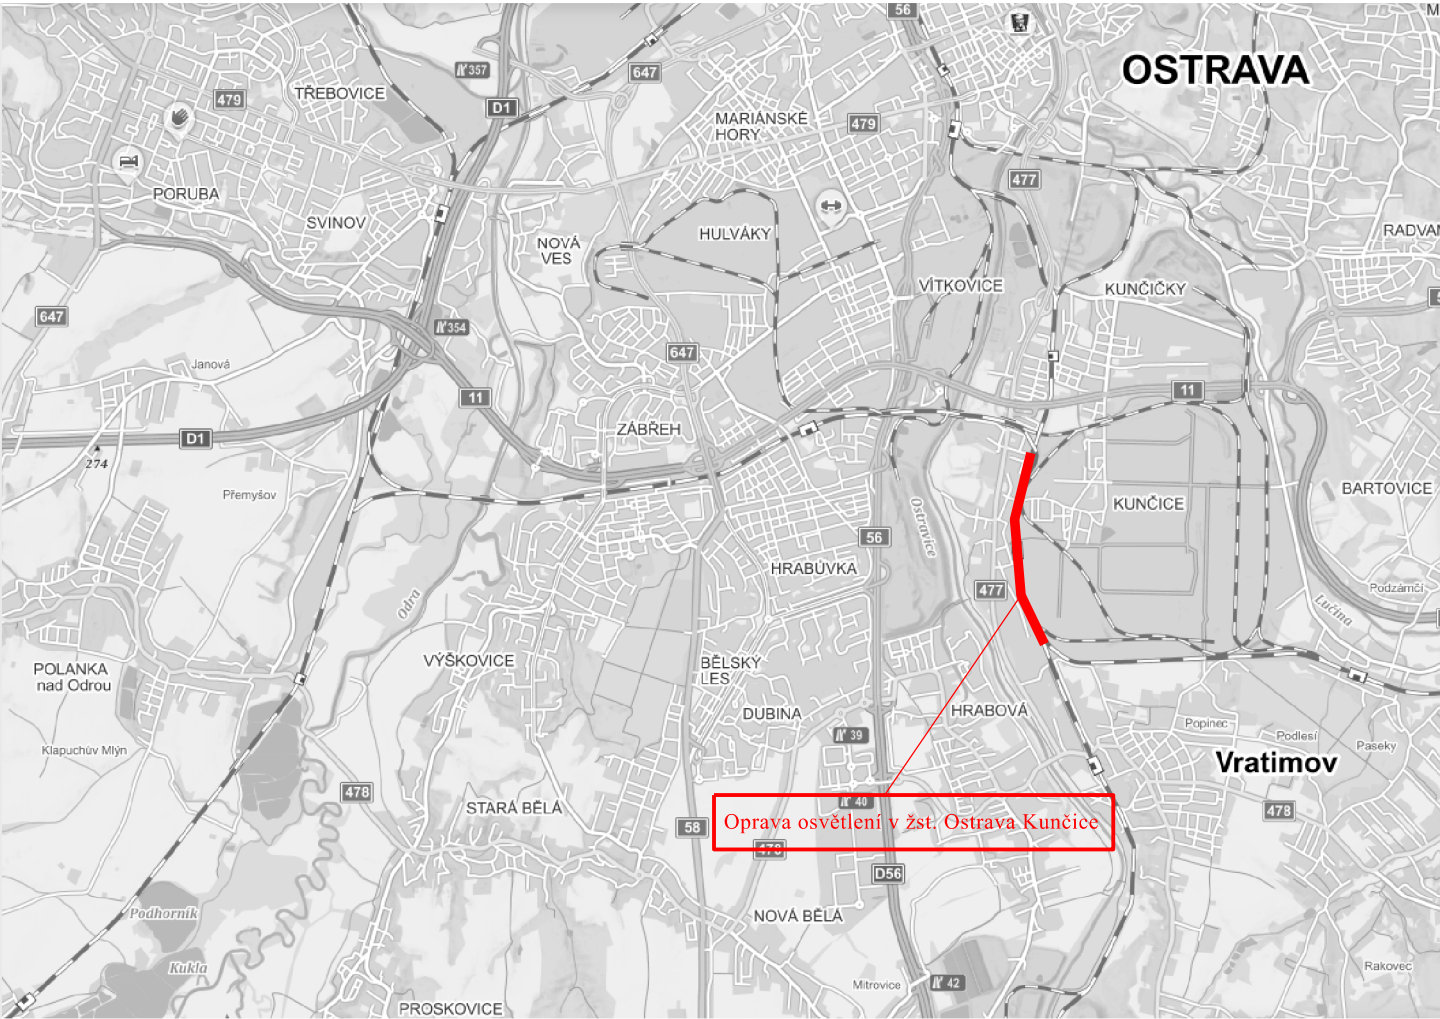 56
M
OSTRAVA
357
647
TŘEBOVICE
479
D1
MARIÁNSKÉ
HORY
479
477
PORUBA
SVINOV
HULVÁKY
RADVAN
NOVÁ
VES
VÍTKOVICE
KUNČIČKY
647
354
Janová
647
11
11
ZÁBŘEH
D1
274
Přemyšov
BARTOVICE
KUNČICE
Ostravice
56
HRABŮVKA
477
Podzámčí
Odra
Lučina
POLANKA
nad Odrou
VÝŠKOVICE
BĚLSKÝ
LES
DUBINA
HRABOVÁ
Popinec
Podlesí
Paseky
39
Klapuchův Mlýn
Vratimov
478
STARÁ BĚLÁ
40
478
58
Oprava osvětlení v žst. Ostrava Kunčice
478
D56
Podhorník
NOVÁ BĚLÁ
Kukla
Rakovec
Mitrovice
42
PROSKOVICE